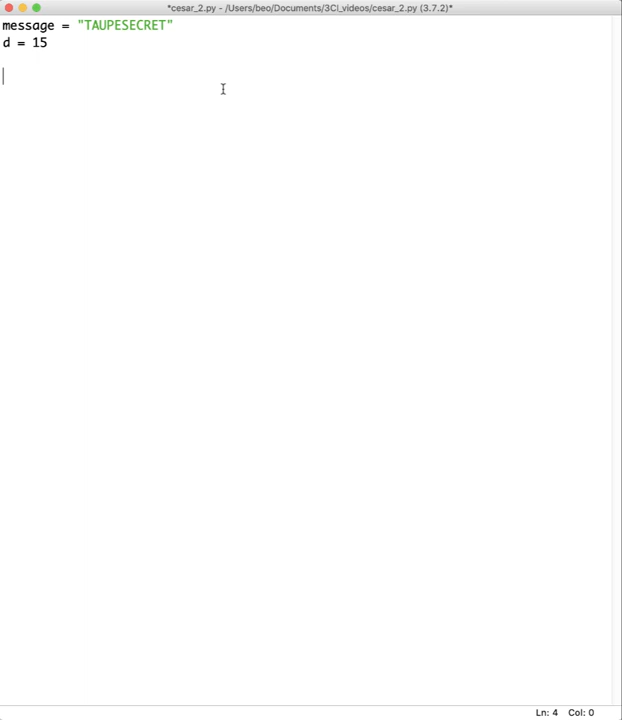 *cesar_2.py - /Users/beo/Documents/3CI_videos/cesar_2.py (3.7.2)*
message = "TAUPESECRET"
d = 15
Ln: 4 Col: 0